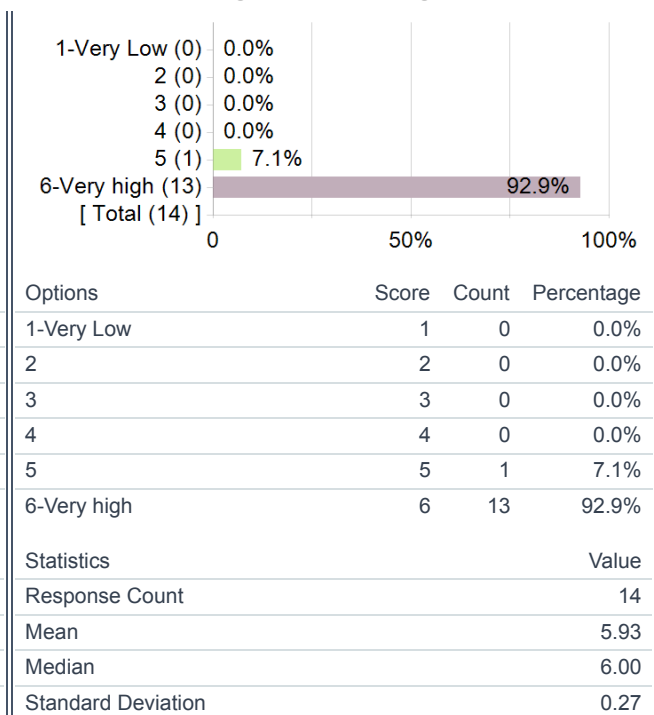 1-Very Low (0) 0.0%
2 (0) 0.0%
3 (0) 0.0%
4 (0) 0.0%
5 (1) 7.1%
6-Very high (13) 92.9%
[ Total (14) ]
0 50% 100%
Options Score Count Percentage
1-Very Low 1 0 0.0%
2 2 0 0.0%
3 3 0 0.0%
4 4 0 0.0%
5 5 1 7.1%
6-Very high 6 13 92.9%
Statistics Value
Response Count 14
Mean 5.93
Median 6.00
Standard Deviation 0.27